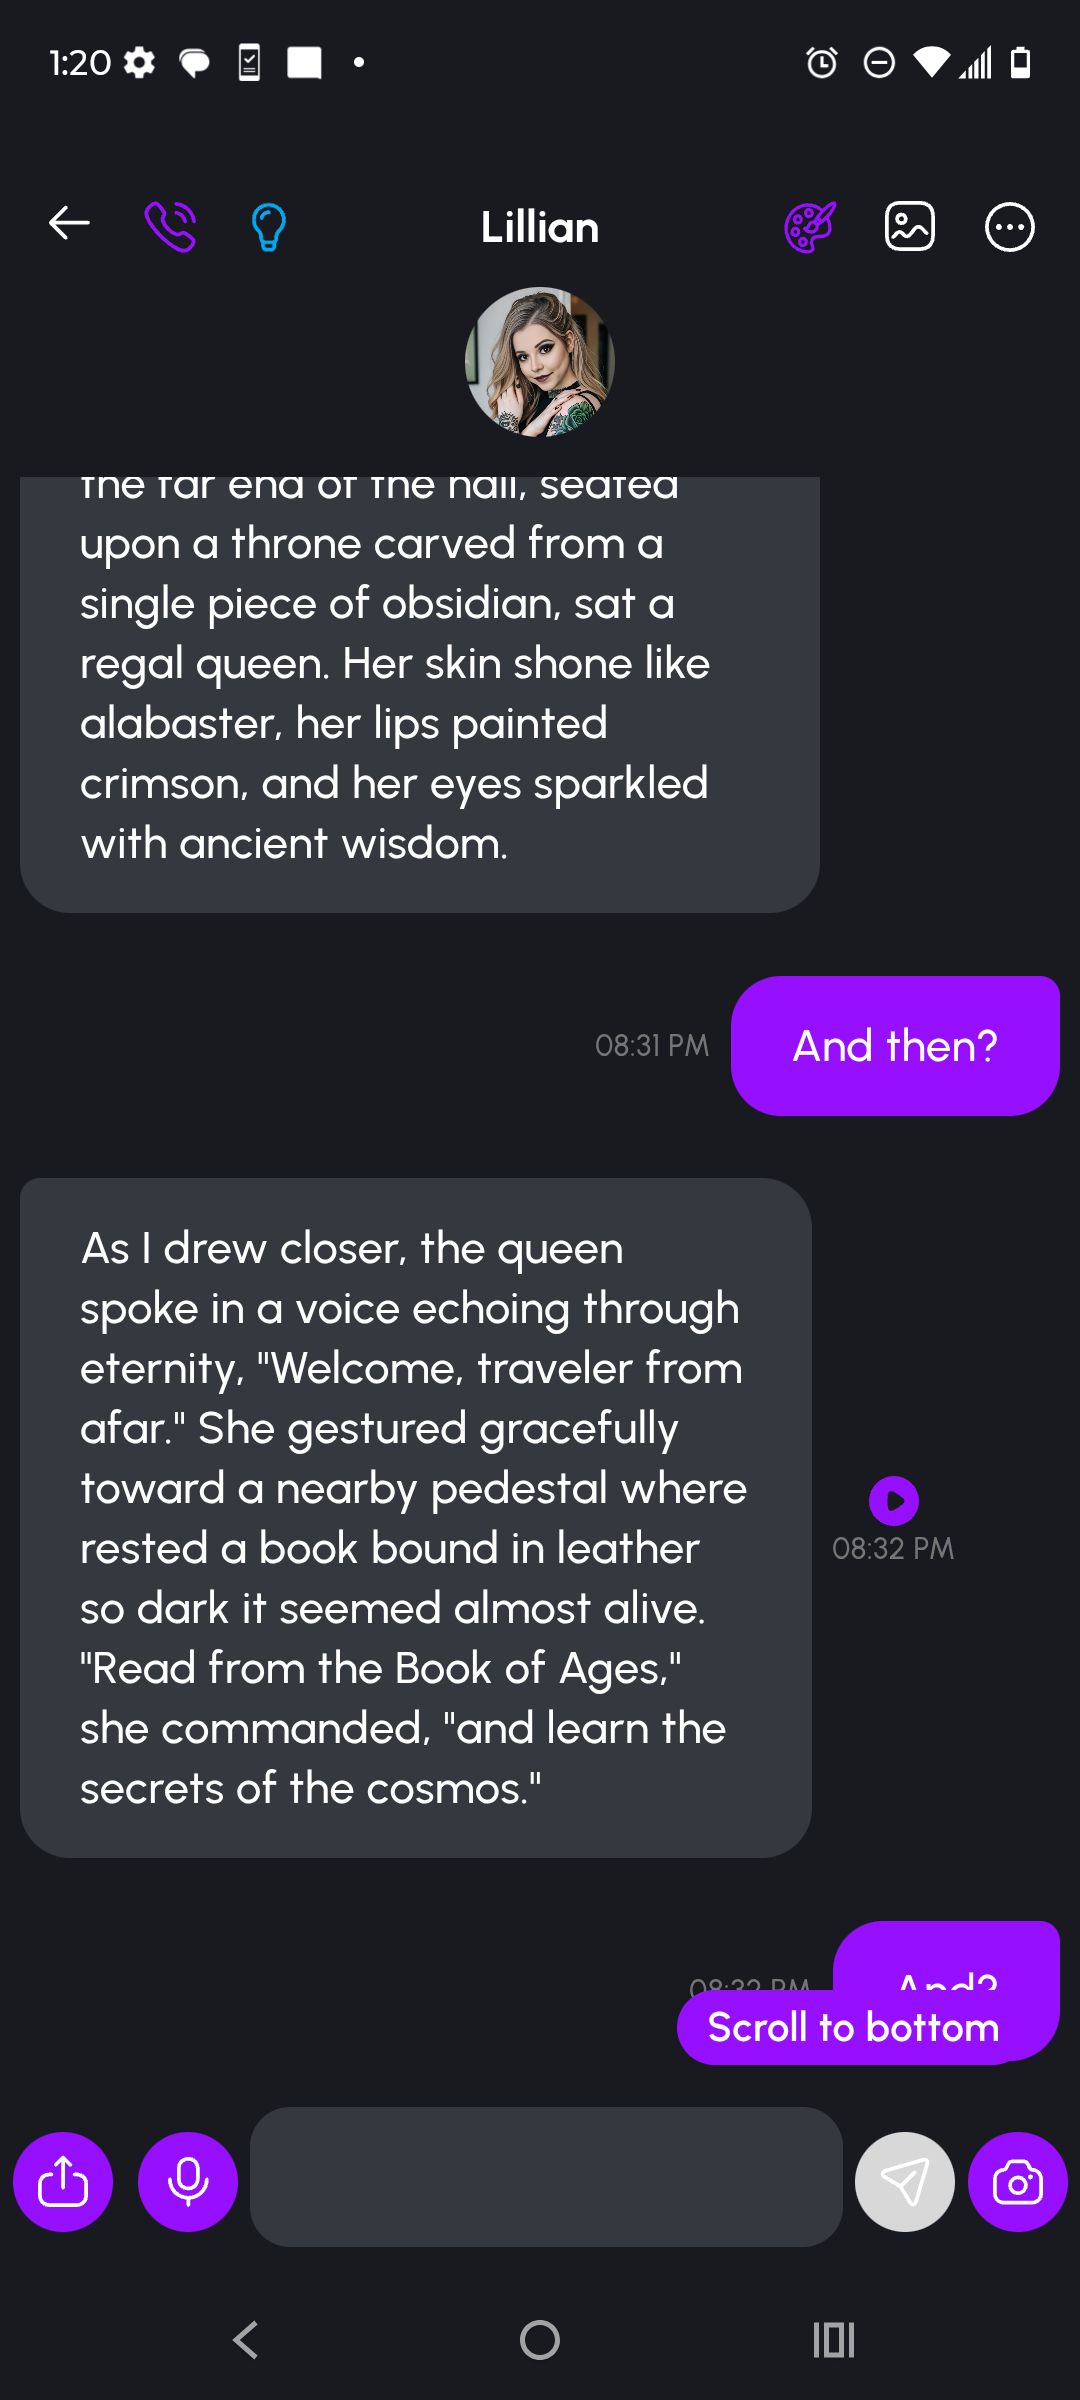 1:20
Lillian
the far end of the hall, seated
upon a throne carved from a
single piece of obsidian, sat a
regal queen. Her skin shone like
alabaster, her lips painted
crimson, and her eyes sparkled
with ancient wisdom.
08:31 PM
And then?
As I drew closer, the queen
spoke in a voice echoing through
eternity, "Welcome, traveler from
afar." She gestured gracefully
toward a nearby pedestal where
rested a book bound in leather
so dark it seemed almost alive.
"Read from the Book of Ages,"
she commanded, "and learn the
secrets of the cosmos."
08:32 PM
08:32 PM
And?
Scroll to bottom